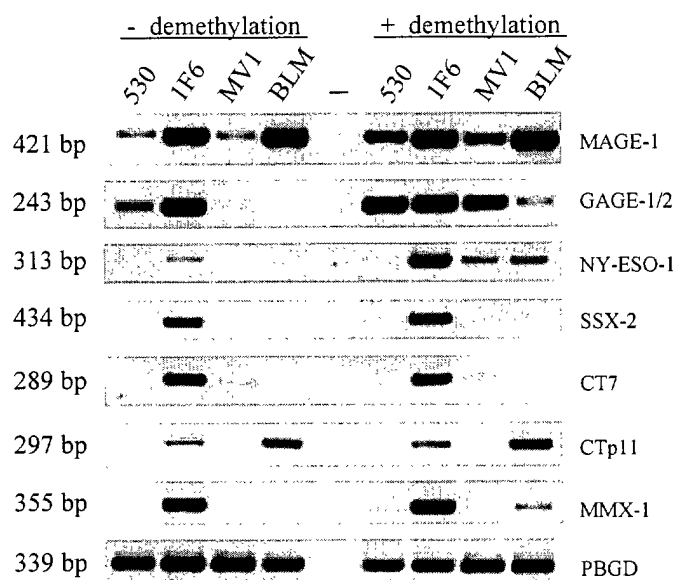 - demethylation + demethylation
530 1F6 MV1 BLM – 530 1F6 MV1 BLM
421 bp MAGE-1
243 bp GAGE-1/2
313 bp NY-ESO-1
434 bp SSX-2
289 bp CT7
297 bp CTp11
355 bp MMX-1
339 bp PBGD